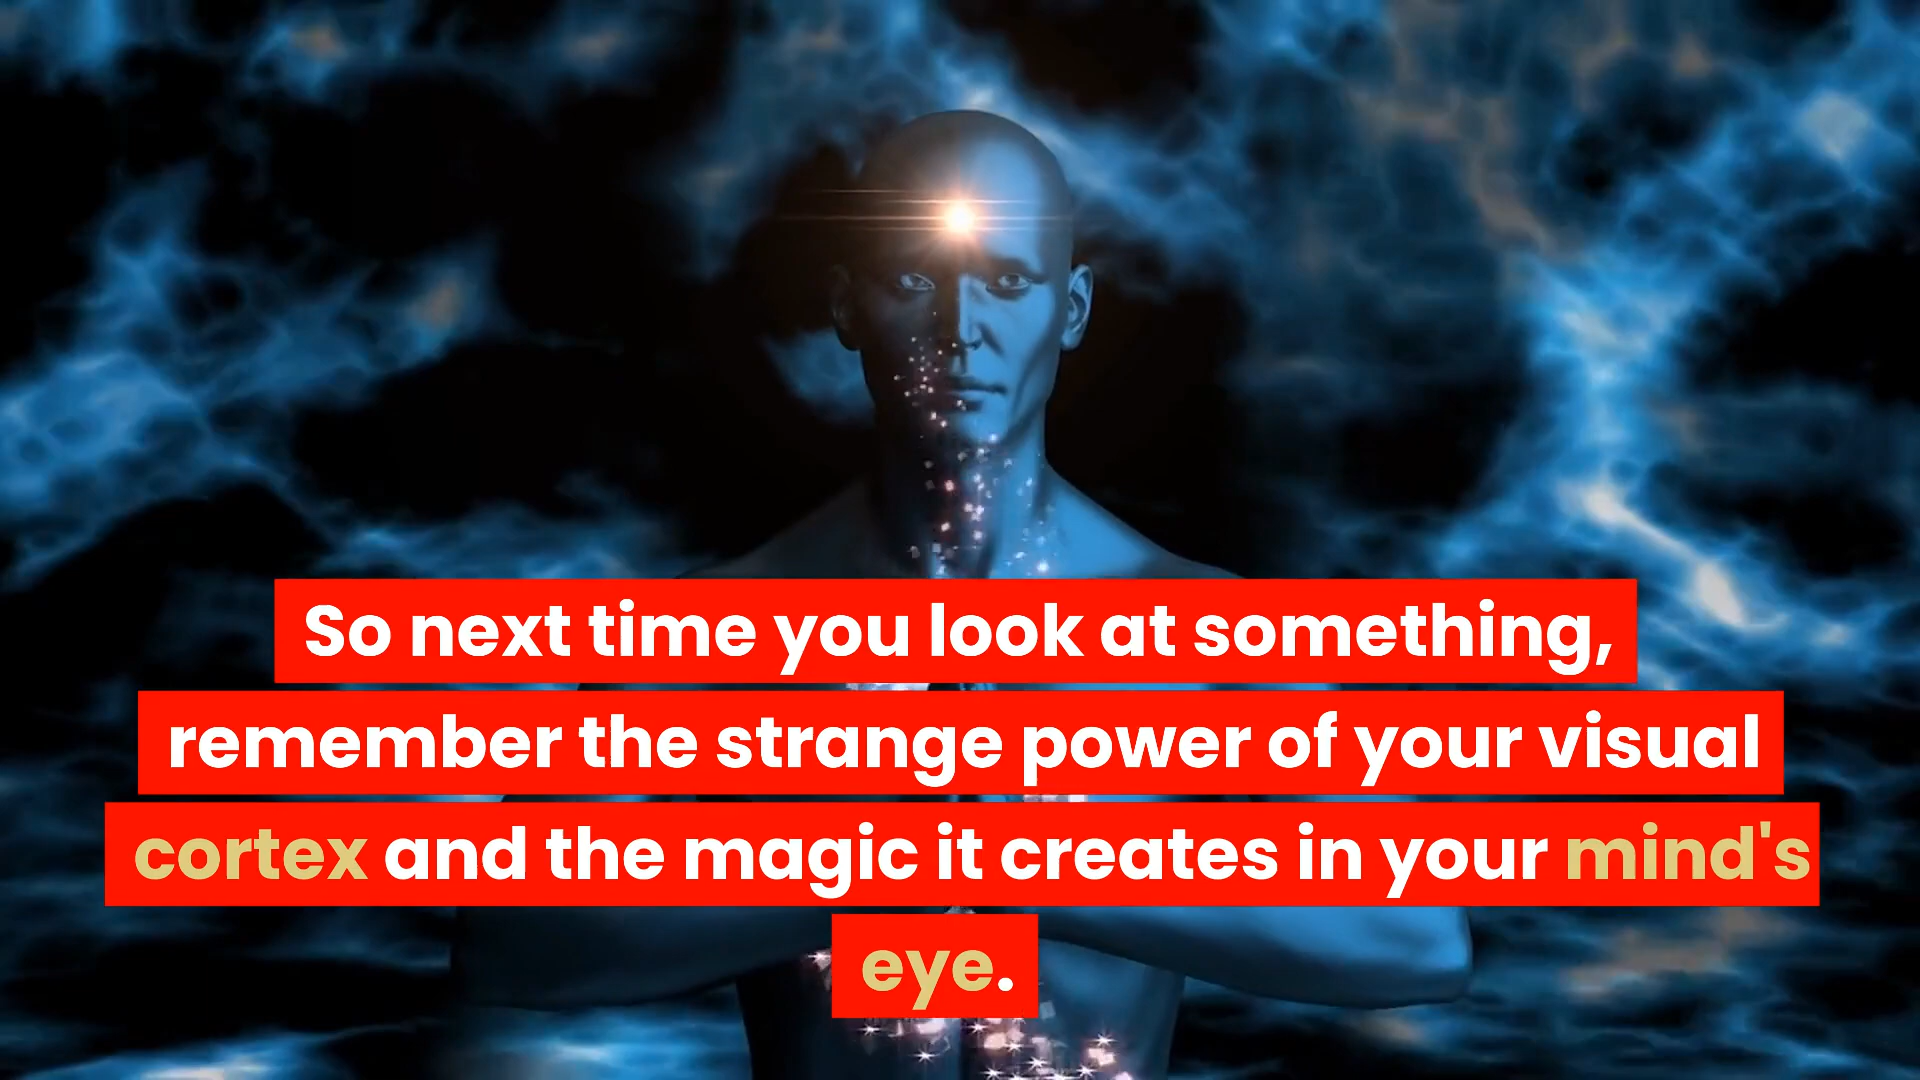 So next time you look at something,
remember the strange power of your visual
cortex and the magic it creates in your mind's
eye.